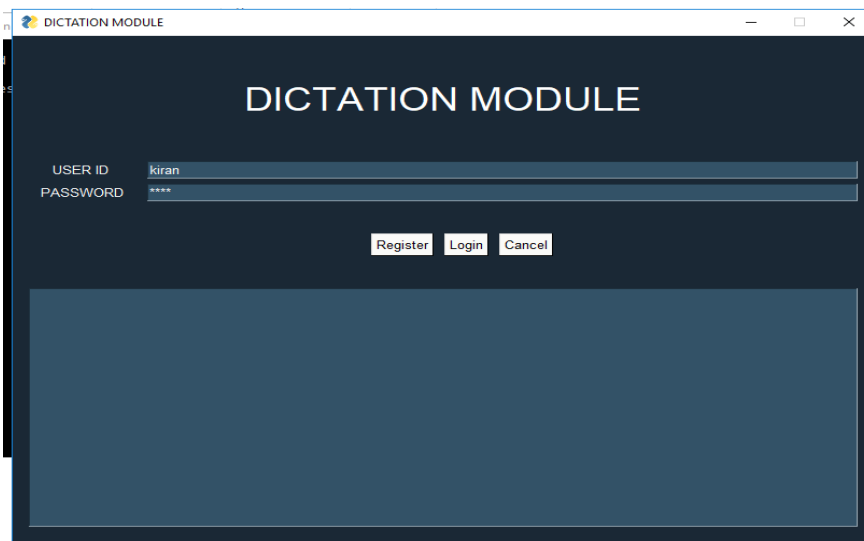 DICTATION MODULE
DICTATION MODULE
USER ID kiran
PASSWORD ****
Register Login Cancel